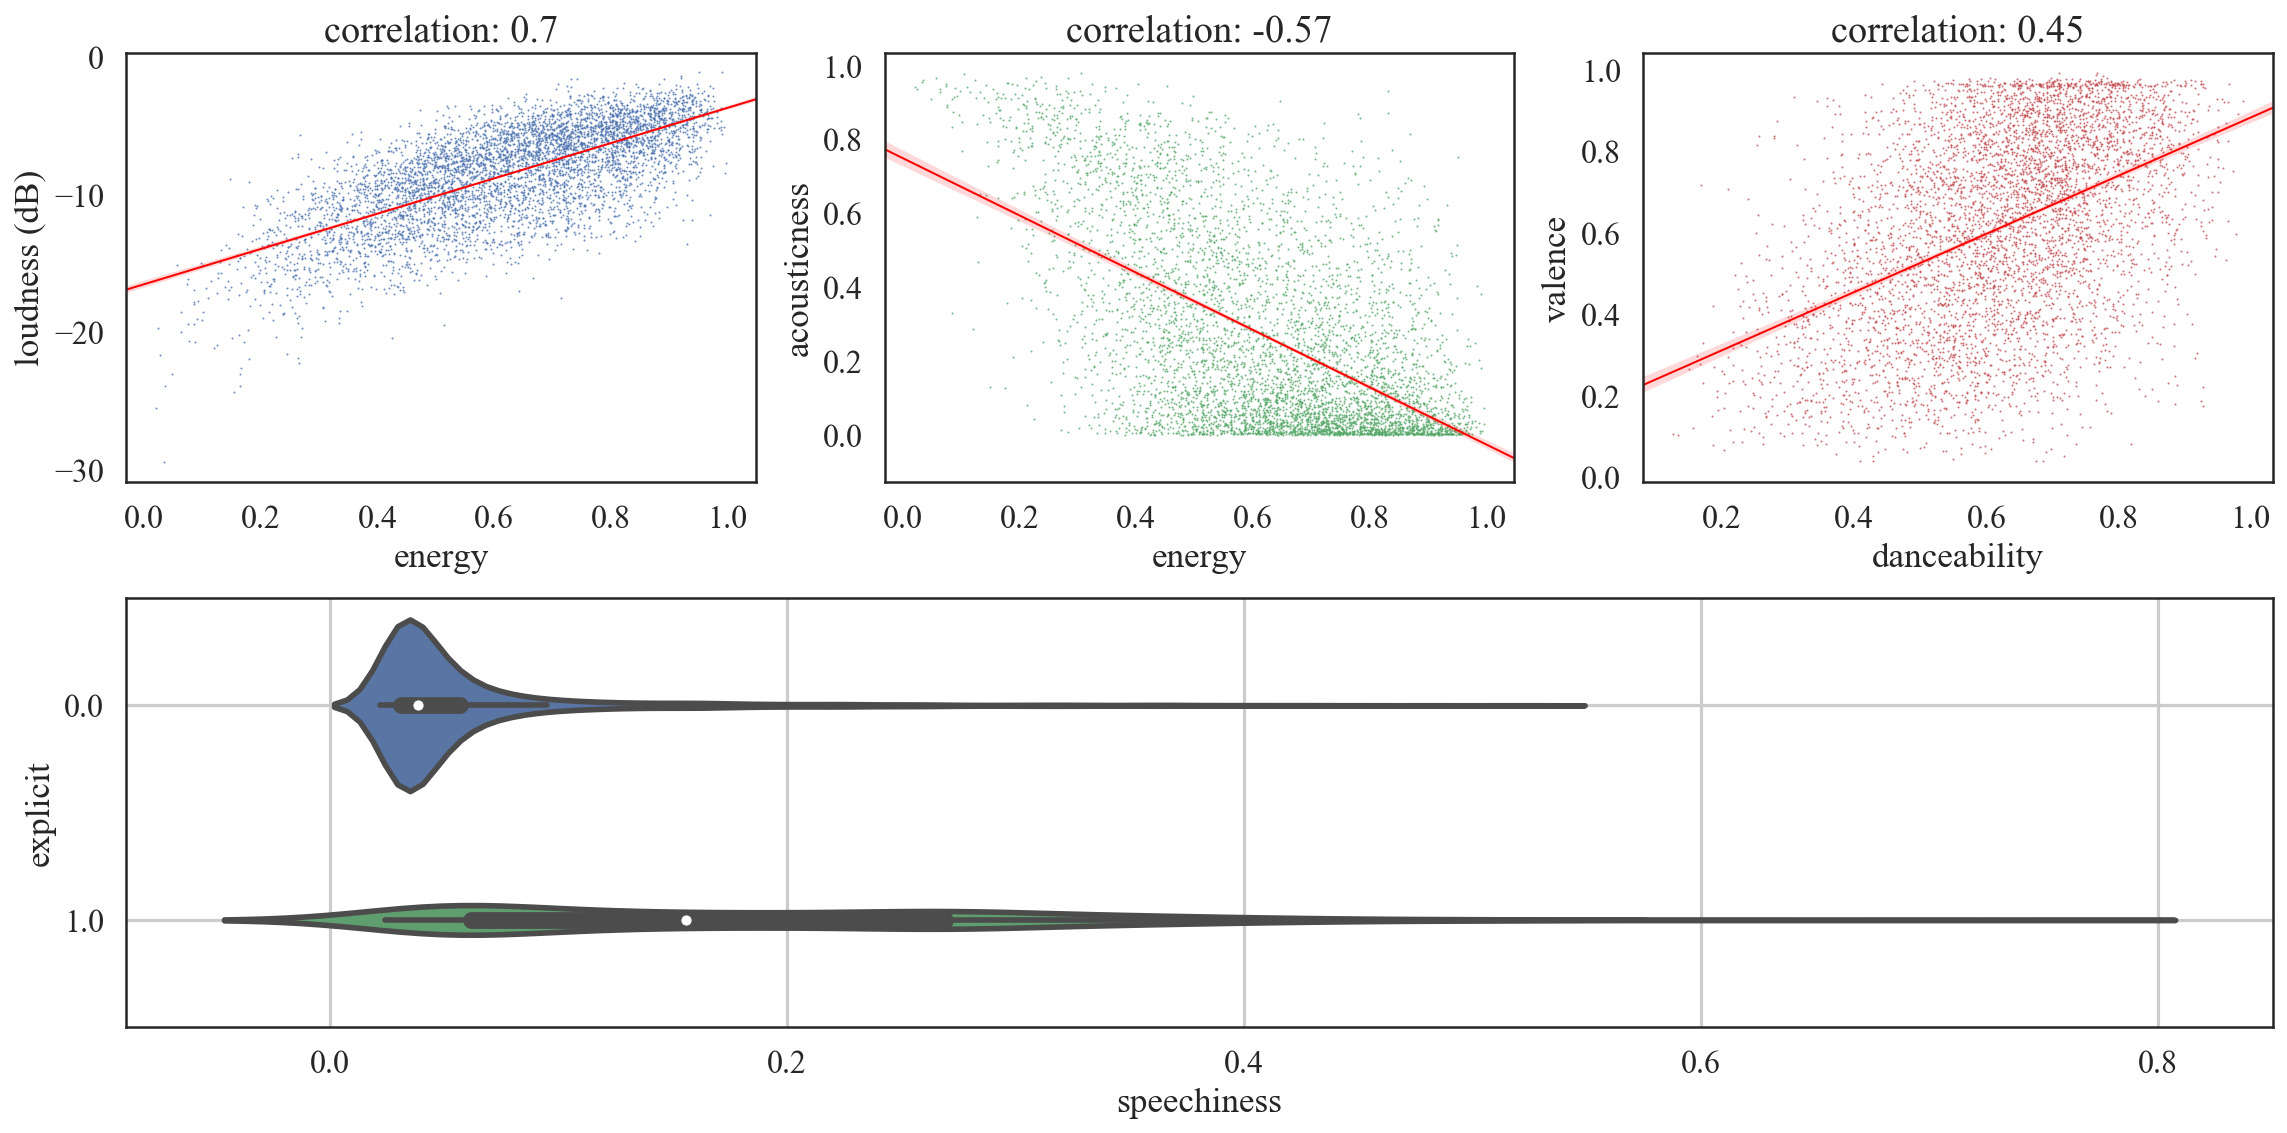 correlation: 0.7
correlation: -0.57
correlation: 0.45
0
−10
−20
−30
loudness (dB)
0.0 0.2 0.4 0.6 0.8 1.0
energy
1.0
0.8
0.6
0.4
0.2
0.0
acousticness
0.0 0.2 0.4 0.6 0.8 1.0
energy
1.0
0.8
0.6
0.4
0.2
0.0
valence
0.2 0.4 0.6 0.8 1.0
danceability
0.0
1.0
explicit
0.0 0.2 0.4 0.6 0.8
speechiness